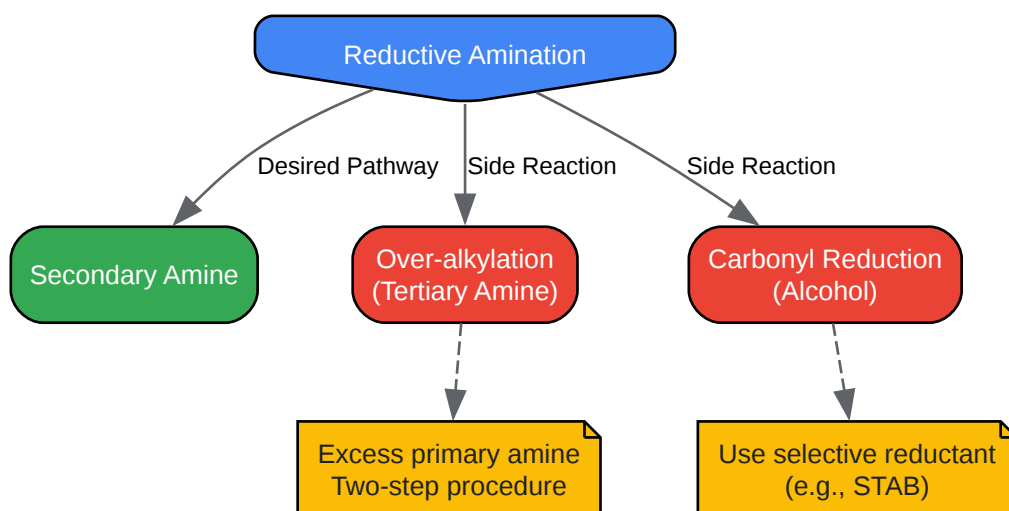 Reductive Amination
Desired Pathway
Side Reaction
Side Reaction
Secondary Amine
Over-alkylation
(Tertiary Amine)
Carbonyl Reduction
(Alcohol)
Excess primary amine
Two-step procedure
Use selective reductant
(e.g., STAB)